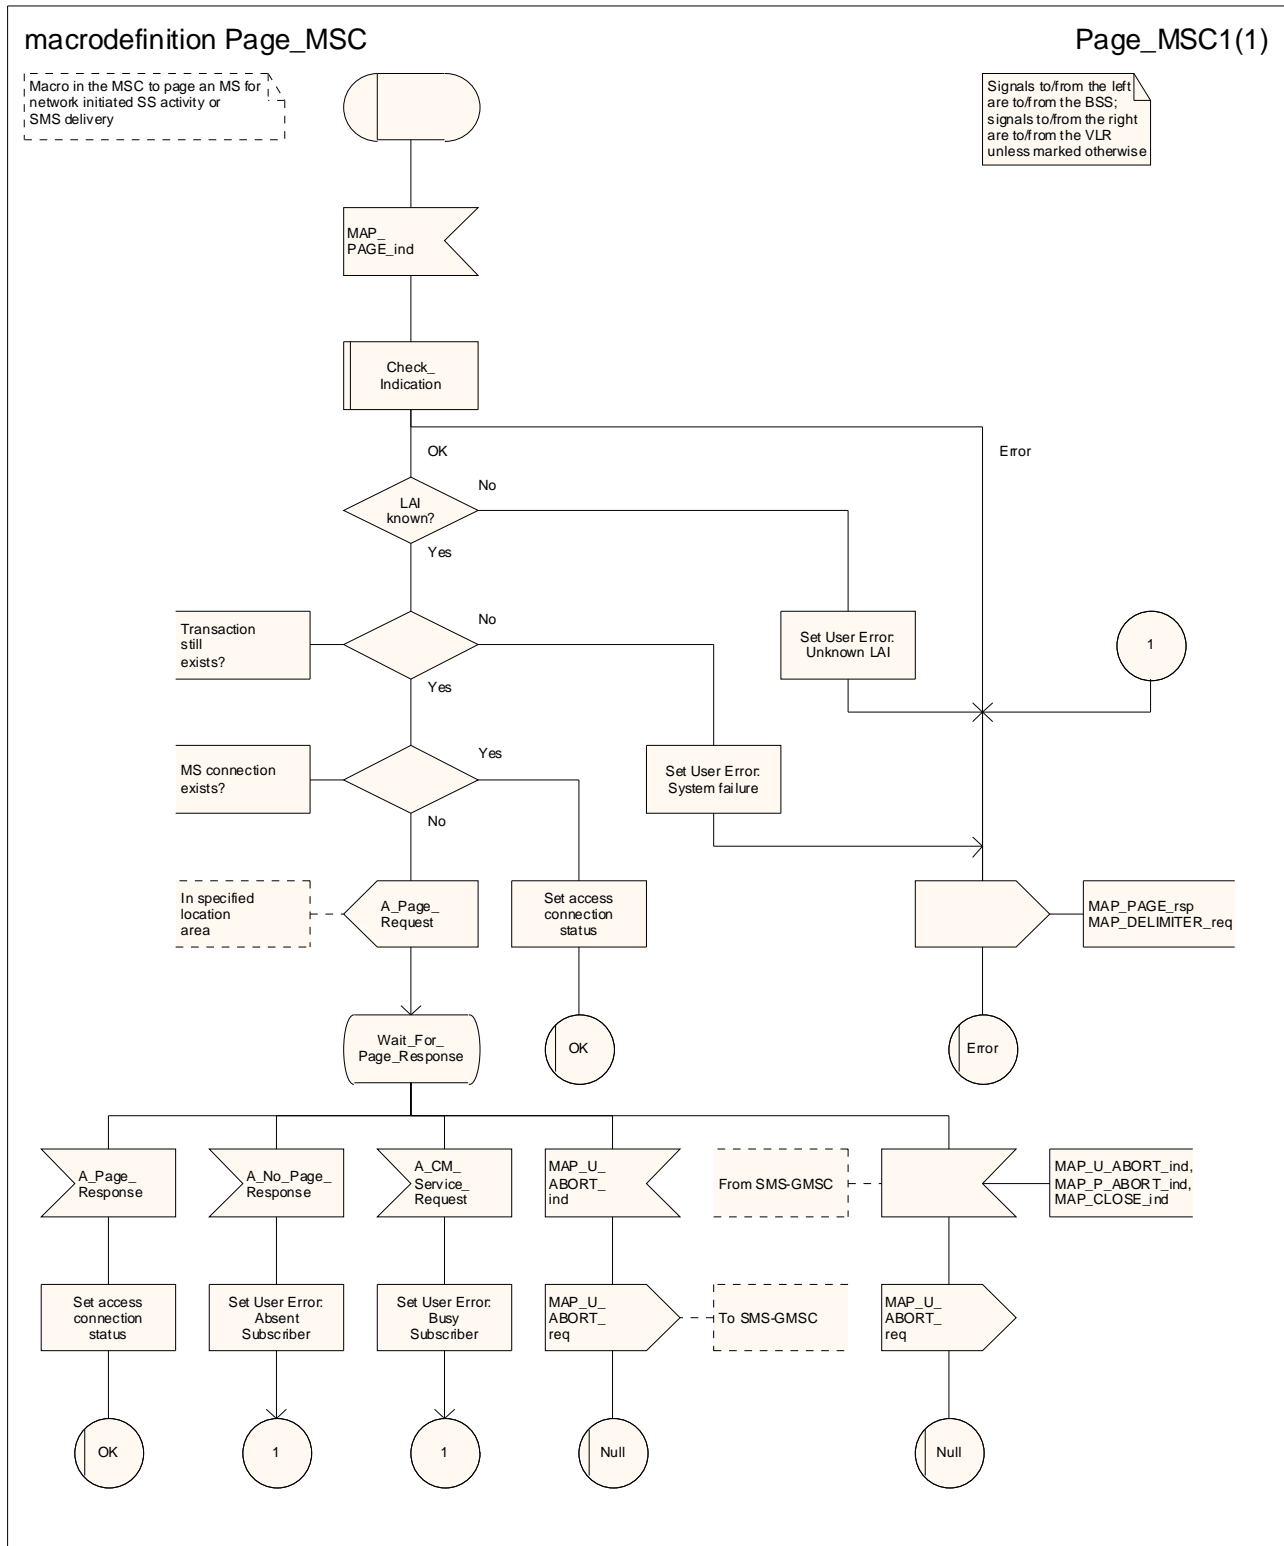 macrodefinition Page_MSC
Page_MSC1(1)
Macro in the MSC to page an MS for
network initiated SS activity or
SMS delivery
Signals to/from the left
are to/from the BSS;
signals to/from the right
are to/from the VLR
unless marked otherwise
MAP_
PAGE_ind
Check_
Indication
OK
Error
No
LAI
known?
Yes
Transaction
still
exists?
No
Set User Error:
Unknown LAI
1
Yes
MS connection
exists?
Yes
Set User Error:
System failure
No
In specified
location
area
A_Page_
Request
Set access
connection
status
MAP_PAGE_rsp
MAP_DELIMITER_req
Wait_For_
Page_Response
OK
Error
A_Page_
Response
A_No_Page_
Response
A_CM_
Service_
Request
MAP_U_
ABORT_
ind
From SMS-GMSC
MAP_U_ABORT_ind,
MAP_P_ABORT_ind,
MAP_CLOSE_ind
Set access
connection
status
Set User Error:
Absent
Subscriber
Set User Error:
Busy
Subscriber
MAP_U_
ABORT_
req
To SMS-GMSC
MAP_U_
ABORT_
req
OK
1
1
Null
Null